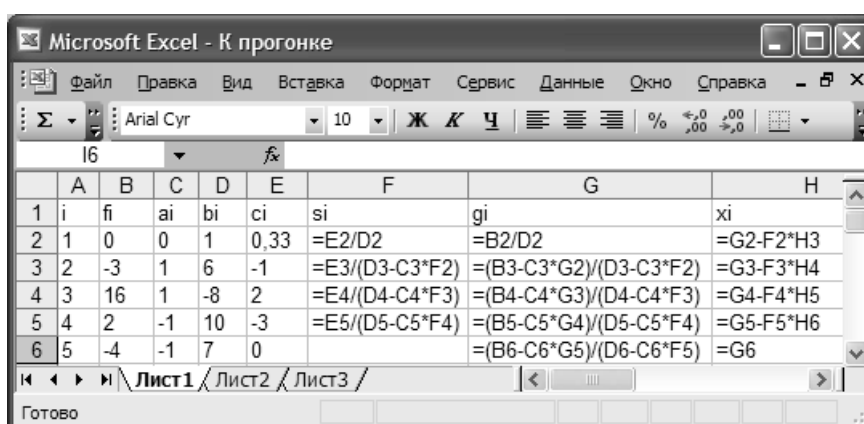 Microsoft Excel - К прогонке
Файл Правка Вид Вставка Формат Сервис Данные Окно Справка
Σ Arial Cyr 10 Ж К Ч % ,00 ,00
I6 fx
A B C D E F G H
1 i fi ai bi ci si gi xi
2 1 0 0 1 0,33 =E2/D2 =B2/D2 =G2-F2*H3
3 2 -3 1 6 -1 =E3/(D3-C3*F2) =(B3-C3*G2)/(D3-C3*F2) =G3-F3*H4
4 3 16 1 -8 2 =E4/(D4-C4*F3) =(B4-C4*G3)/(D4-C4*F3) =G4-F4*H5
5 4 2 -1 10 -3 =E5/(D5-C5*F4) =(B5-C5*G4)/(D5-C5*F4) =G5-F5*H6
6 5 -4 -1 7 0 =(B6-C6*G5)/(D6-C6*F5) =G6
Лист1 Лист2 Лист3
Готово